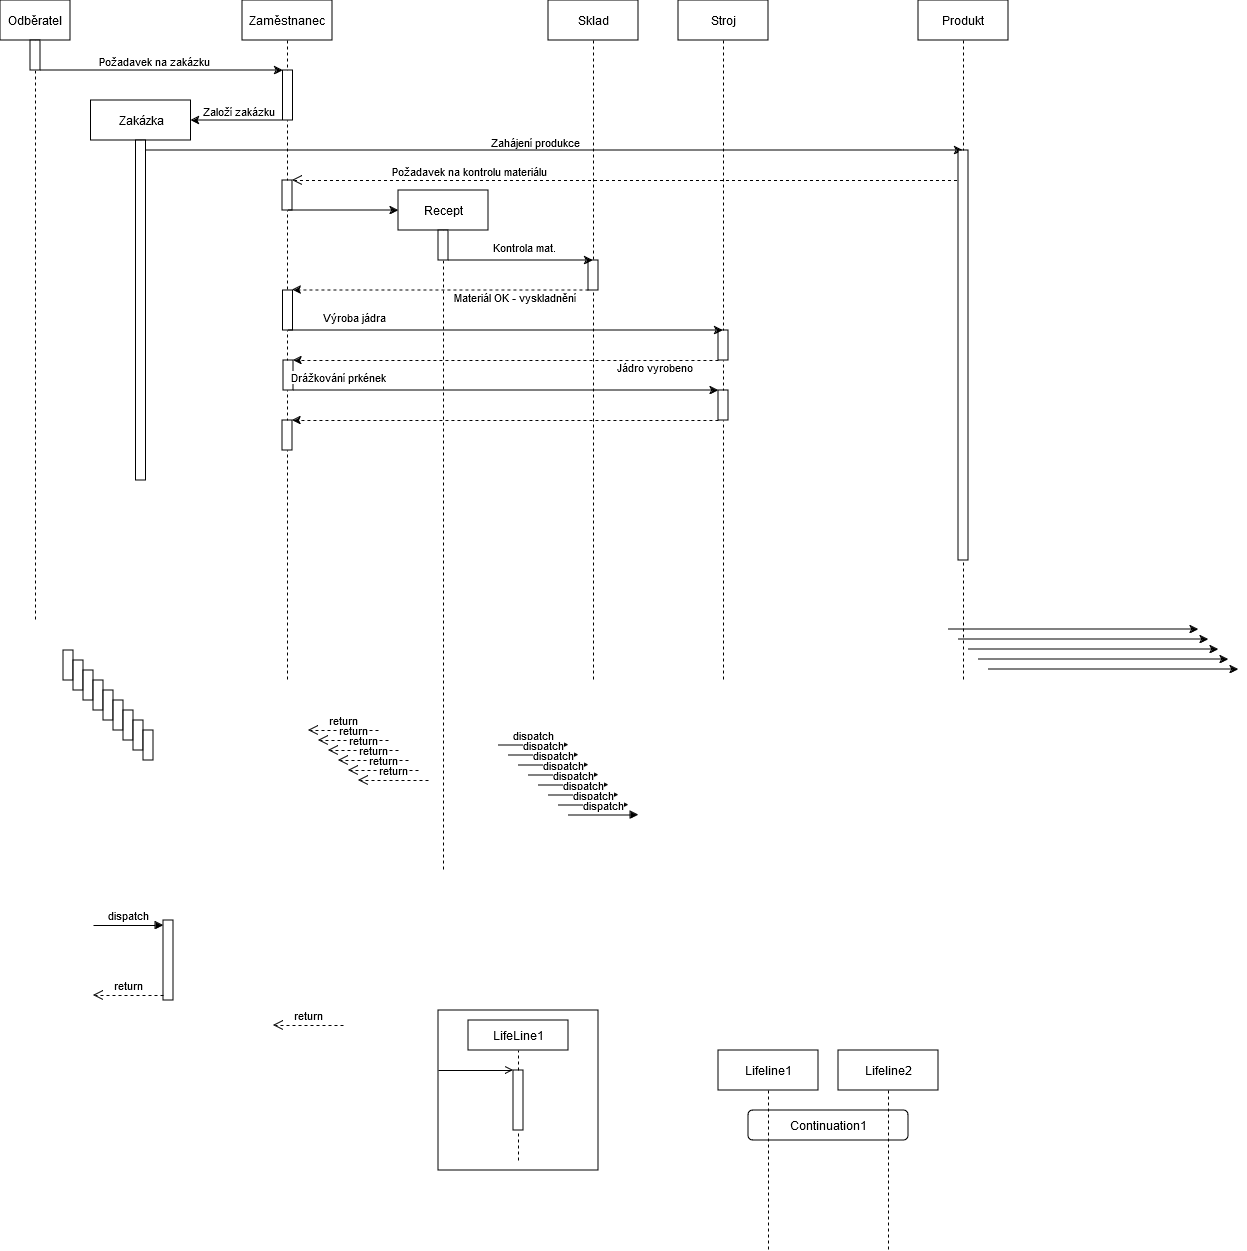 Odběratel
Zaměstnanec
Sklad
Stroj
Produkt
Požadavek na zakázku
Založí zakázku
Zakázka
Zahájení produkce
Požadavek na kontrolu materiálu
Recept
Kontrola mat.
Materiál OK - vyskladnění
Výroba jádra
Jádro vyrobeno
Drážkování prkének
return
return
return
return
return
return
dispatch
dispatch
dispatch
dispatch
dispatch
dispatch
dispatch
dispatch
dispatch
return
return
LifeLine1
Lifeline1
Lifeline2
Continuation1